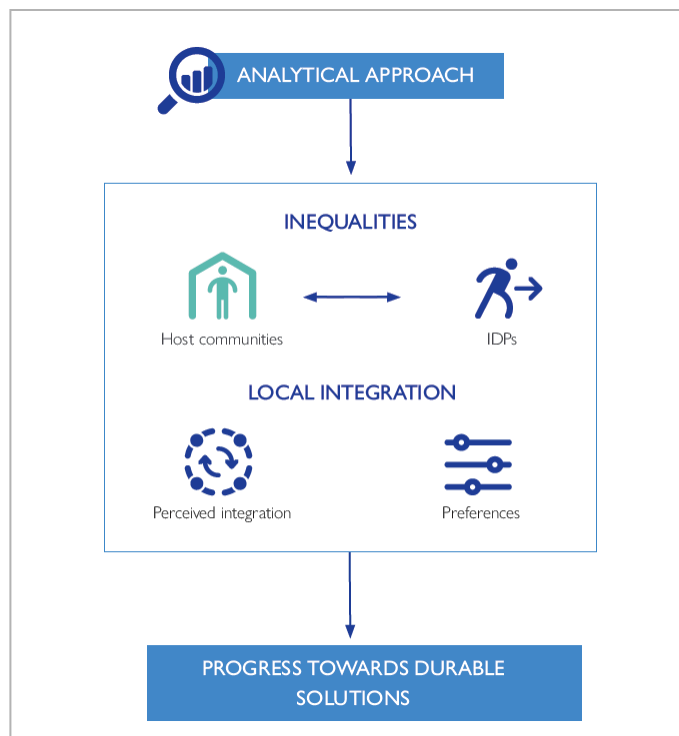 ANALYTICAL APPROACH
INEQUALITIES
Host communities
IDPs
LOCAL INTEGRATION
Perceived integration
Preferences
PROGRESS TOWARDS DURABLE
SOLUTIONS